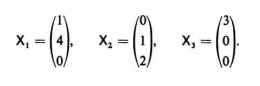 X₁ = (1 4 0), X₂ = (0 1 2), X₃ = (3 0 0).